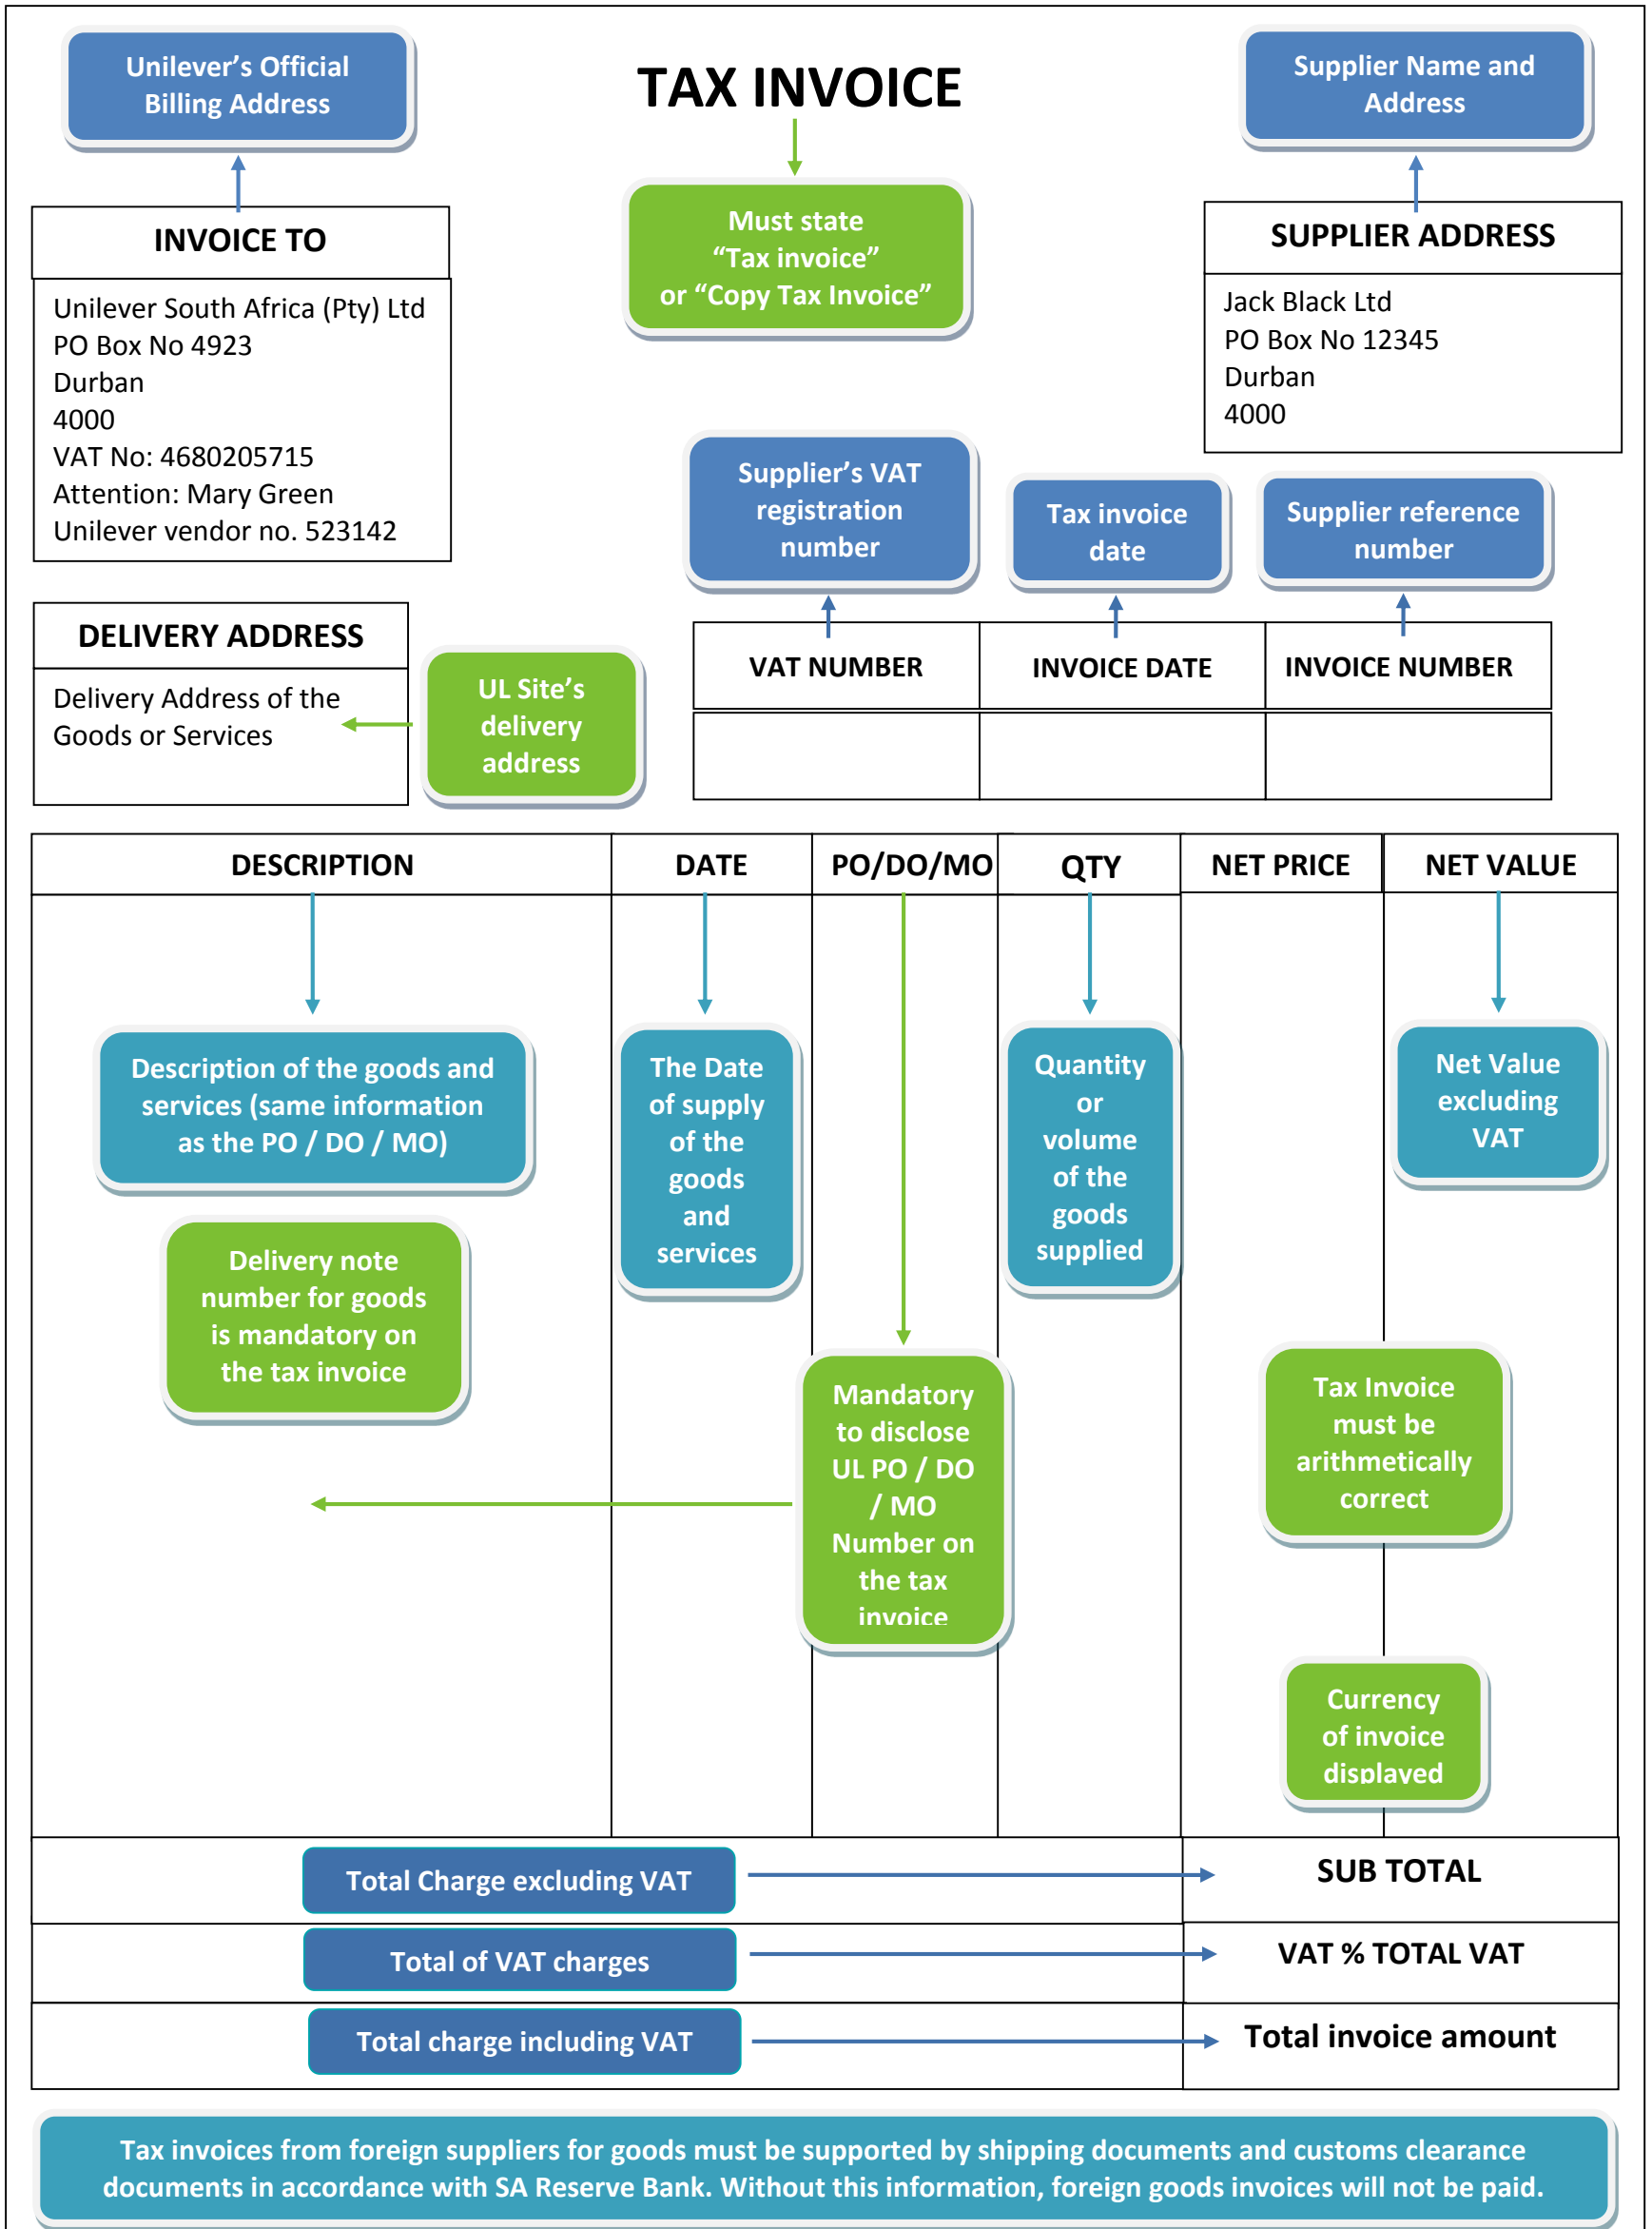 Unilever’s Official
Billing Address
TAX INVOICE
Supplier Name and
Address
Must state
“Tax invoice”
or “Copy Tax Invoice”
INVOICE TO
Unilever South Africa (Pty) Ltd
PO Box No 4923
Durban
4000
VAT No: 4680205715
Attention: Mary Green
Unilever vendor no. 523142
SUPPLIER ADDRESS
Jack Black Ltd
PO Box No 12345
Durban
4000
Supplier’s VAT
registration
number
Tax invoice
date
Supplier reference
number
DELIVERY ADDRESS
Delivery Address of the
Goods or Services
UL Site’s
delivery
address
VAT NUMBER
INVOICE DATE
INVOICE NUMBER
DESCRIPTION
DATE
PO/DO/MO
QTY
NET PRICE
NET VALUE
Description of the goods and
services (same information
as the PO / DO / MO)
The Date
of supply
of the
goods
and
services
Quantity
or
volume
of the
goods
supplied
Net Value
excluding
VAT
Delivery note
number for goods
is mandatory on
the tax invoice
Mandatory
to disclose
UL PO / DO
/ MO
Number on
the tax
invoice
Tax Invoice
must be
arithmetically
correct
Currency
of invoice
displayed
Total Charge excluding VAT
SUB TOTAL
Total of VAT charges
VAT % TOTAL VAT
Total charge including VAT
Total invoice amount
Tax invoices from foreign suppliers for goods must be supported by shipping documents and customs clearance
documents in accordance with SA Reserve Bank. Without this information, foreign goods invoices will not be paid.